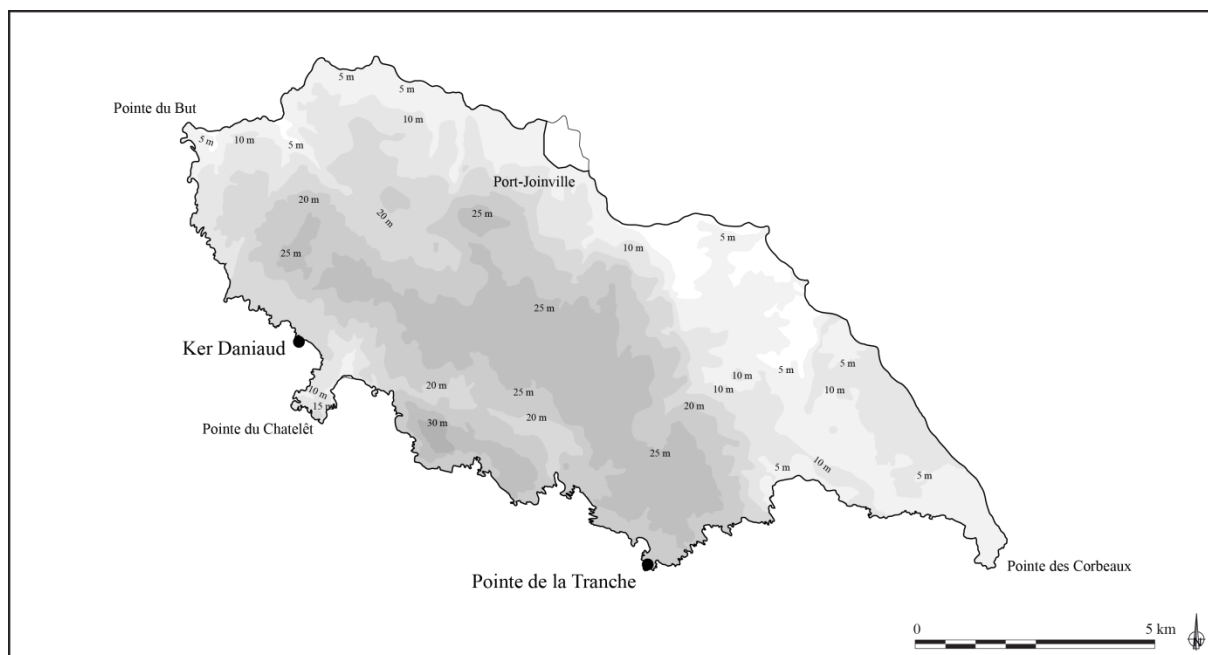 5 m
5 m
Pointe du But
10 m
5 m
10 m
5 m
Port-Joinville
20 m
20 m
25 m
5 m
10 m
25 m
25 m
Ker Daniaud
5 m
5 m
10 m
20 m
10 m
10 m
25 m
10 m
20 m
15 m
20 m
30 m
Pointe du Chatelêt
25 m
5 m
10 m
5 m
Pointe de la Tranche
Pointe des Corbeaux
0
5 km
N